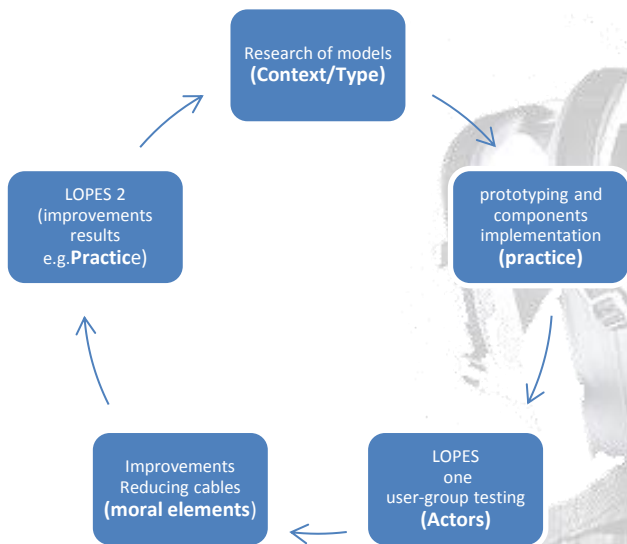 Research of models
(Context/Type)
prototyping and
components
implementation
(practice)
LOPES
one
user-group testing
(Actors)
Improvements
Reducing cables
(moral elements)
LOPES 2
(improvements
results
e.g.Practice)